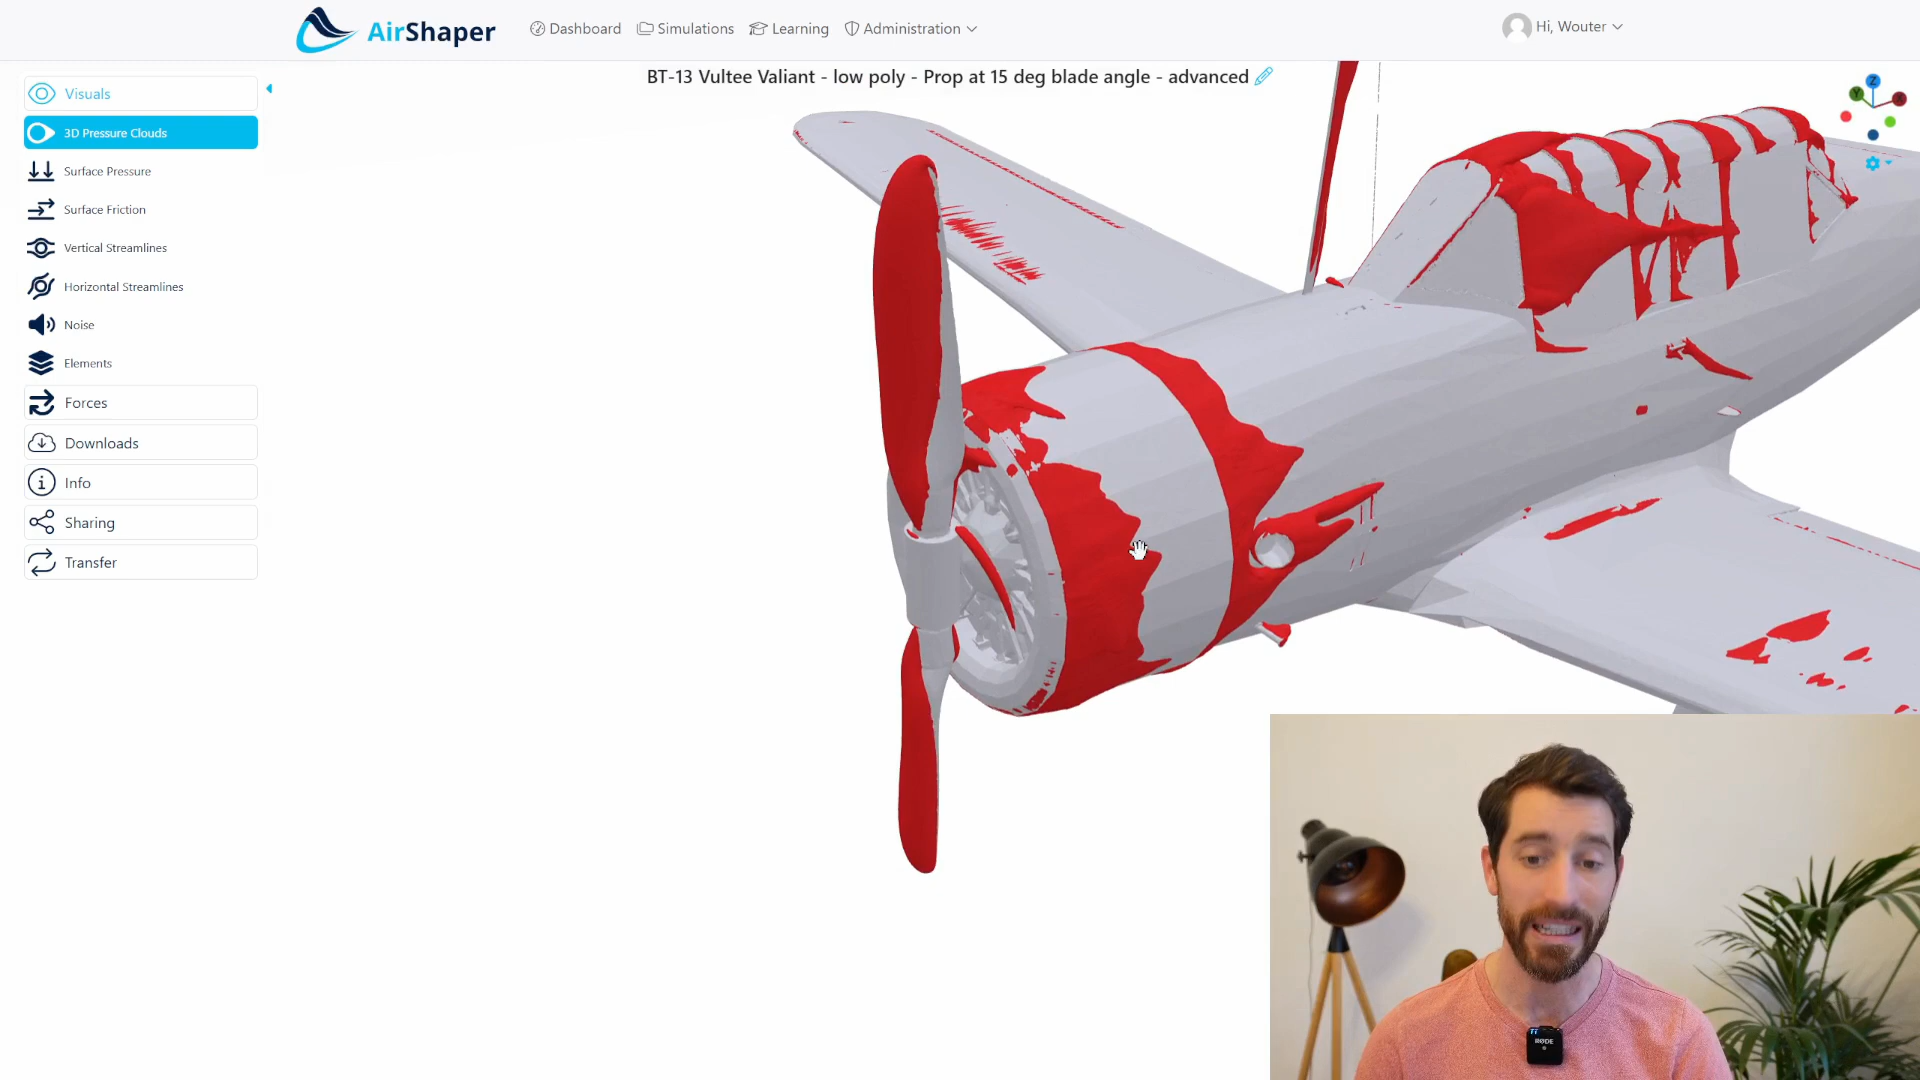 AirShaper
Dashboard
Simulations
Learning
Administration
Hi, Wouter
BT-13 Vultee Valiant - low poly - Prop at 15 deg blade angle - advanced
Visuals
3D Pressure Clouds
Surface Pressure
Surface Friction
Vertical Streamlines
Horizontal Streamlines
Noise
Elements
Forces
Downloads
Info
Sharing
Transfer
Z
Y
X
RØDE